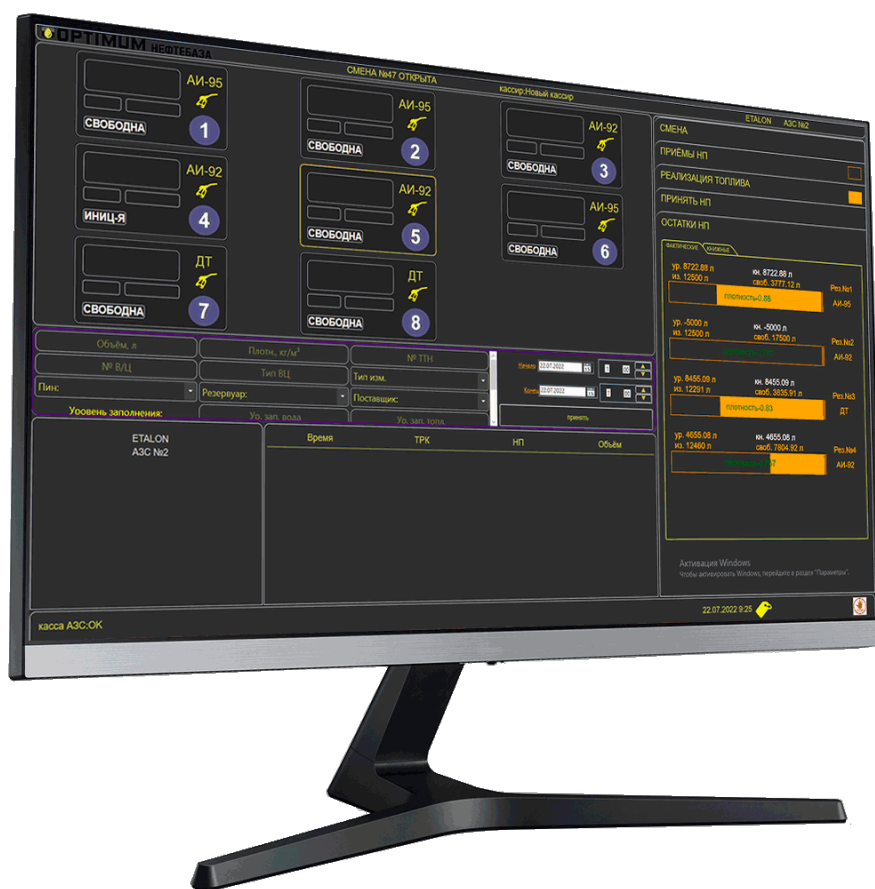 OPTIMUM НЕФТЕБАЗА
СМЕНА №47 ОТКРЫТА
кассир:Новый кассир
АИ-95
СВОБОДНА
1
АИ-95
СВОБОДНА
2
АИ-92
СВОБОДНА
3
АИ-92
ИНИЦ-Я
4
АИ-92
СВОБОДНА
5
АИ-95
СВОБОДНА
6
ДТ
СВОБОДНА
7
ДТ
СВОБОДНА
8
ETALON АЗС №2
СМЕНА
ПРИЁМЫ НП
РЕАЛИЗАЦИЯ ТОПЛИВА
ПРИНЯТЬ НП
ОСТАТКИ НП
ФАКТИЧЕСКИЕ КНИЖНЫЕ
ур. 8722.88 л кн. 8722.88 л
из. 12500 л своб. 3777.12 л Рез.№1
плотность-0.86 АИ-95
ур. -5000 л кн. -5000 л
из. 12500 л своб. 17500 л Рез.№2
АИ-92
ур. 8455.09 л кн. 8455.09 л
из. 12291 л своб. 3835.91 л Рез.№3
плотность-0.83 ДТ
ур. 4655.08 л кн. 4655.08 л
из. 12460 л своб. 7804.92 л Рез.№4
АИ-92
Объём, л Плотн., кг/м³ № ТТН
№ В/Ц Тип ВЦ Тип изм.
Пин: Резервуар: Поставщик:
Уровень заполнения: Ур. зап. вода Ур. зап. топл.
Начало 22.07.2022
Конец 22.07.2022
принять
ETALON
АЗС №2
Время ТРК НП Объём
Активация Windows
Чтобы активировать Windows, перейдите в раздел "Параметры".
касса АЗС:OK
22.07.2022 9:25